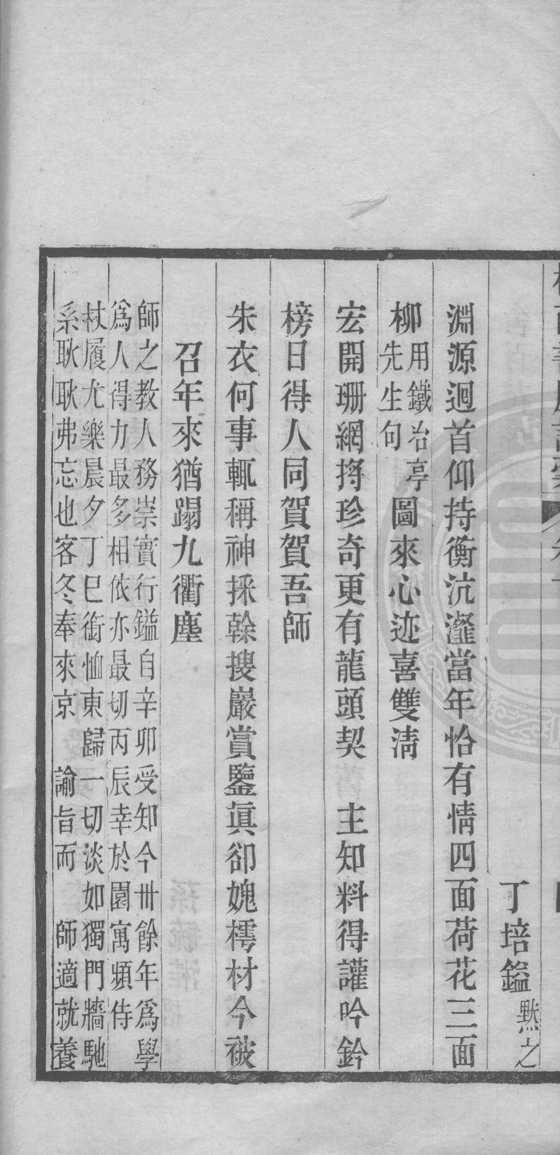 丁培鎰 黙之
淵源迴首仰持衡沆瀣當年恰有情四面荷花三面
柳 用鐵冶亭先生句 圖來心迹喜雙淸
宏開珊網捋珍奇更有龍頭契 主知料得讙吟鈐
榜日得人同賀賀吾師
朱衣何事輒稱神採榦搜巖賞鑒眞卻媿樗材今被
召年來猶蹋九衢塵
師之教人務崇實行鎰自辛卯受知今丗餘年爲學
爲人得力最多相依亦最切丙辰幸於園寓頻侍
杖履尤樂晨夕丁巳銜恤東歸一切淡如獨門牆馳
系耿耿弗忘也客冬奉來京 諭旨而 師適就養